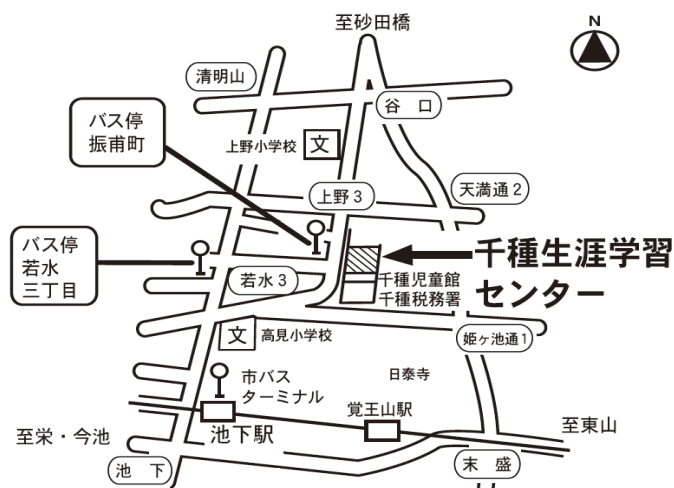 至砂田橋
N
清明山
谷 口
バス停
振甫町
上野小学校
文
上野3
天満通2
バス停
若水
三丁目
千種生涯学習
センター
若水3
千種児童館
千種税務署
文
高見小学校
姫ヶ池通1
日泰寺
市バス
ターミナル
覚王山駅
至栄・今池
池下駅
至東山
池 下
末 盛